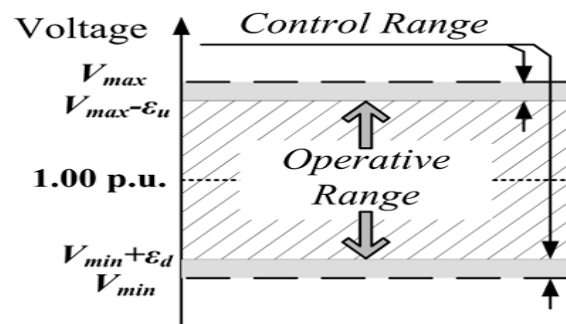 Voltage
Control Range
Vmax
Vmax-εu
Operative
1.00 p.u.
Range
Vmin+εd
Vmin